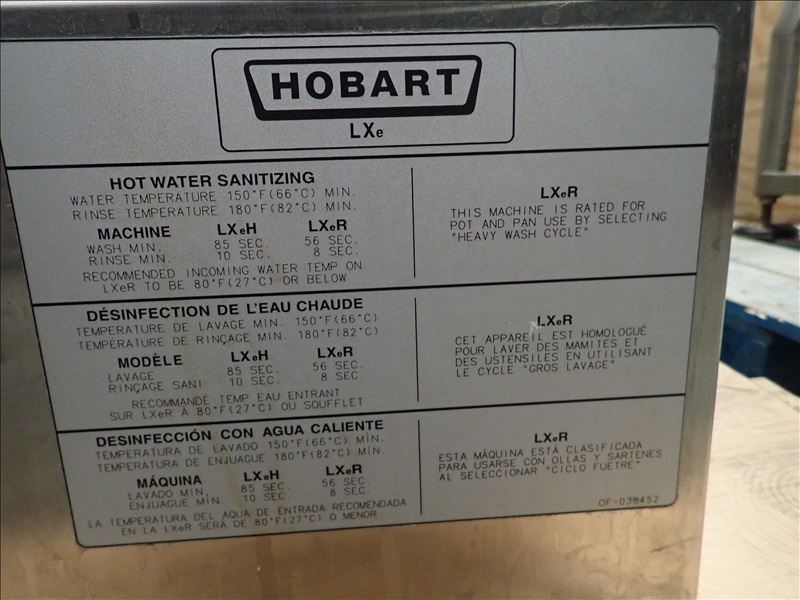 HOBART
LXe
HOT WATER SANITIZING
WATER TEMPERATURE 150°F(66°C) MIN.
RINSE TEMPERATURE 180°F(82°C) MIN.
MACHINE LXeH LXeR
WASH MIN. 85 SEC. 56 SEC.
RINSE MIN. 10 SEC. 8 SEC.
RECOMMENDED INCOMING WATER TEMP ON
LXeR TO BE 80°F(27°C) OR BELOW
LXeR
THIS MACHINE IS RATED FOR
POT AND PAN USE BY SELECTING
"HEAVY WASH CYCLE"
DÉSINFECTION DE L'EAU CHAUDE
TEMPERATURE DE LAVAGE MIN. 150°F(66°C)
TEMPÉRATURE DE RINÇAGE MIN. 180°F(82°C)
MODÈLE LXeH LXeR
LAVAGE 85 SEC. 56 SEC.
RINÇAGE SANI 10 SEC. 8 SEC.
RECOMMANDÉ TEMP EAU ENTRANT
SUR LXeR À 80°F(27°C) OU SOUFFLET
LXeR
CET APPAREIL EST HOMOLOGUÉ
POUR LAVER DES MAMITES ET
DES USTENSILES EN UTILISANT
LE CYCLE "GROS LAVAGE"
DESINFECCIÓN CON AGUA CALIENTE
TEMPERATURA DE LAVADO 150°F(66°C) MÍN.
TEMPERATURA DE ENJUAGUE 180°F(82°C) MÍN.
MÁQUINA LXeH LXeR
LAVADO MIN. 85 SEC. 56 SEC.
ENJUAGUE MIN. 10 SEC. 8 SEC.
LA TEMPERATURA DEL AQUA DE ENTRADA RECOMENDADA
EN LA LXeR SERÁ DE 80°F(27°C) O MENOR
LXeR
ESTA MÁQUINA ESTÁ CLASIFICADA
PARA USARSE CON OLLAS Y SARTENES
AL SELECCIONAR "CICLO FUETRE"
OF-038452